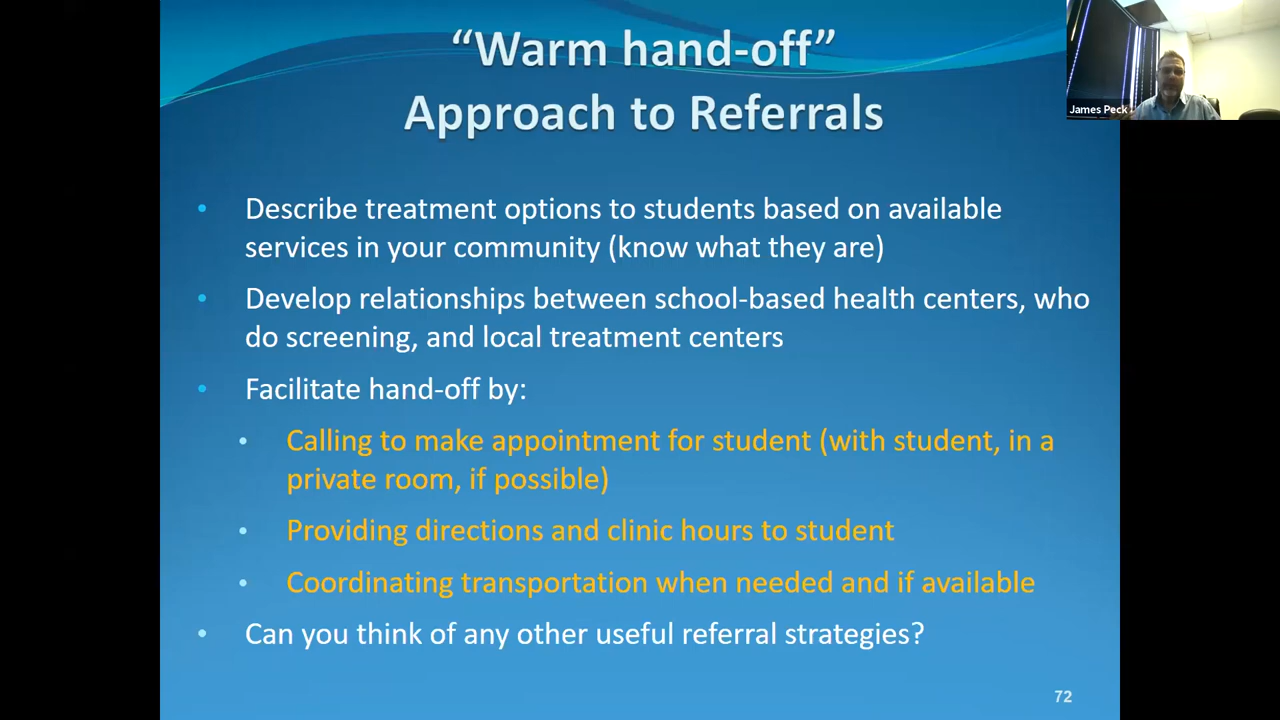 “Warm hand-off”
Approach to Referrals
James Peck
• Describe treatment options to students based on available
services in your community (know what they are)
• Develop relationships between school-based health centers, who
do screening, and local treatment centers
• Facilitate hand-off by:
• Calling to make appointment for student (with student, in a
private room, if possible)
• Providing directions and clinic hours to student
• Coordinating transportation when needed and if available
• Can you think of any other useful referral strategies?
72